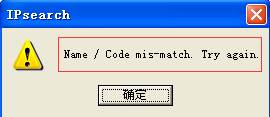 IPsearch
Name / Code mis-match. Try again.
确定